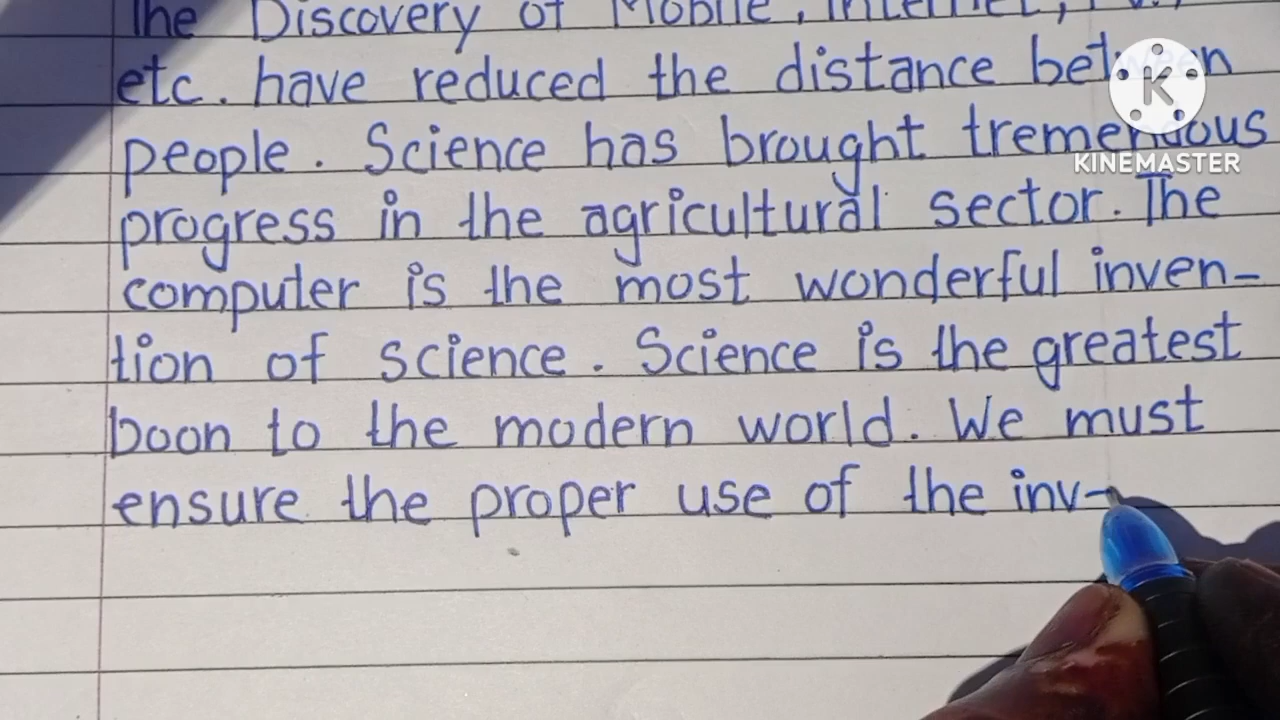 The Discovery of Mobile, Internet,
etc. have reduced the distance between
people. Science has brought tremendous
progress in the agricultural sector. The
computer is the most wonderful inven-
tion of science. Science is the greatest
boon to the modern world. We must
ensure the proper use of the inv-
K
KINEMASTER